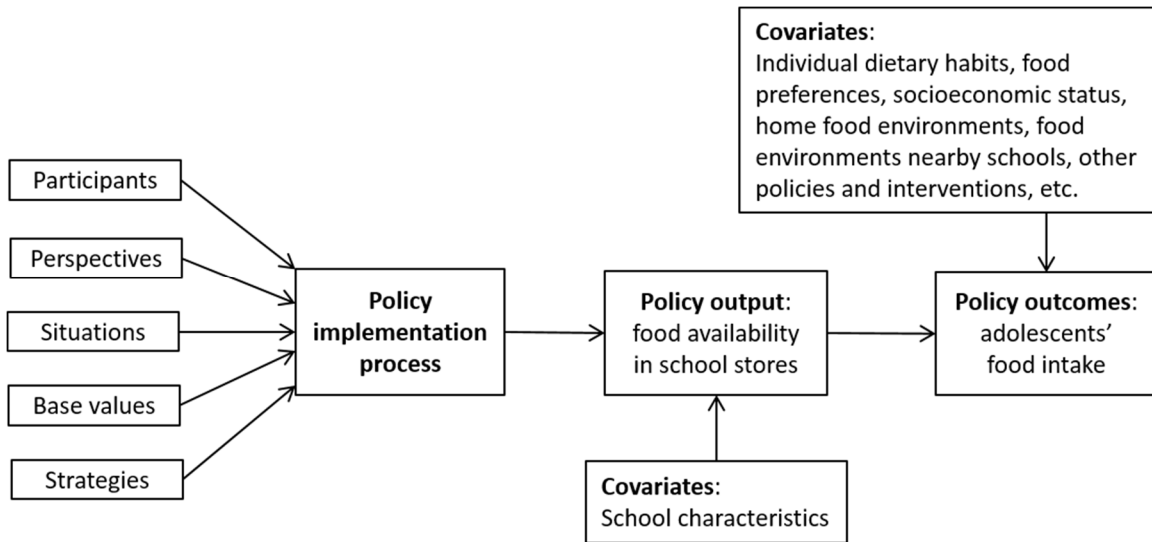 Participants
Perspectives
Situations
Base values
Strategies
Policy
implementation
process
Policy output:
food availability
in school stores
Covariates:
School characteristics
Covariates:
Individual dietary habits, food
preferences, socioeconomic status,
home food environments, food
environments nearby schools, other
policies and interventions, etc.
Policy outcomes:
adolescents’
food intake